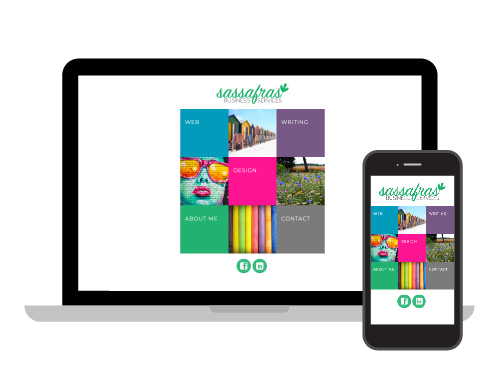 sassafras
BUSINESS SERVICES
WEB
WRITING
DESIGN
ABOUT ME
CONTACT
f
in
sassafras
BUSINESS SERVICES
WEB
WRITING
DESIGN
ABOUT ME
CONTACT
f
in